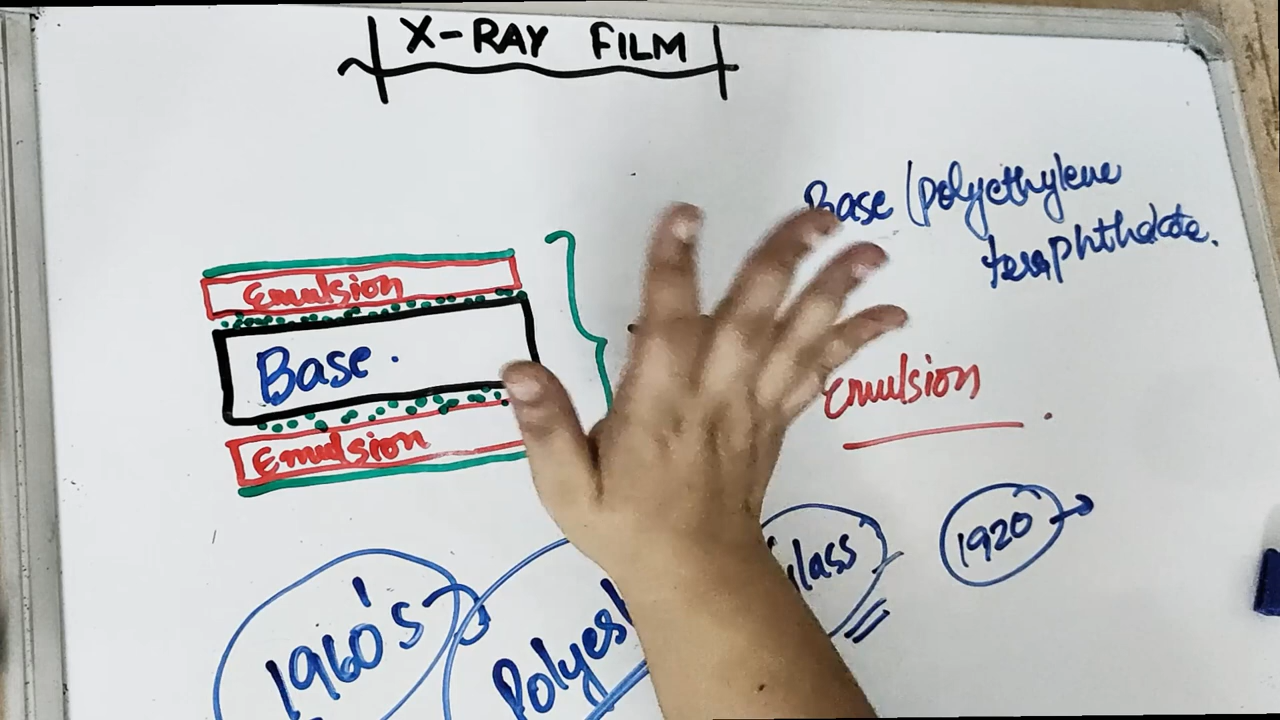 X-RAY FILM
Base (polyethylene
terephthalate.
Emulsion
Base.
Emulsion
Emulsion
1920
1960's